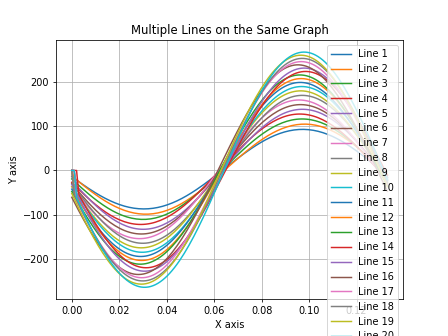 Multiple Lines on the Same Graph
Y axis
200
100
0
−100
−200
0.00
0.02
0.04
0.06
0.08
0.10
0.12
X axis
Line 1
Line 2
Line 3
Line 4
Line 5
Line 6
Line 7
Line 8
Line 9
Line 10
Line 11
Line 12
Line 13
Line 14
Line 15
Line 16
Line 17
Line 18
Line 19
Line 20